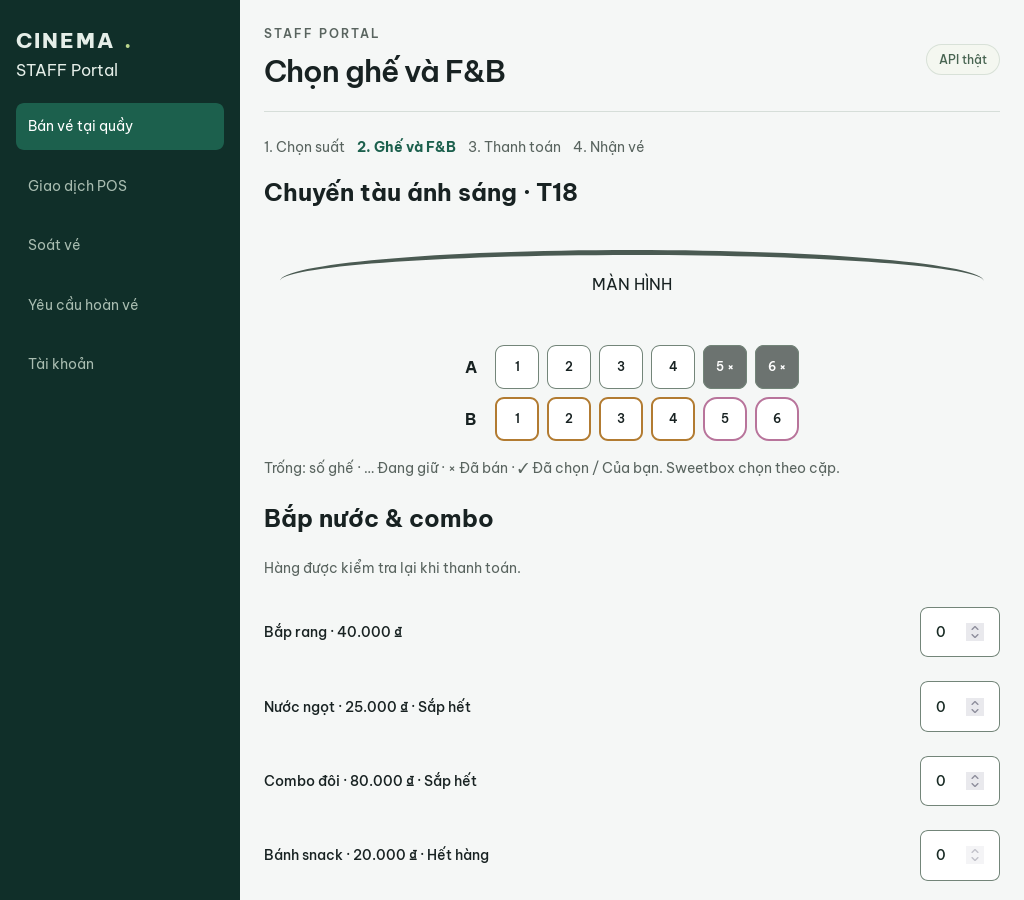 CINEMA .
STAFF Portal
Bán vé tại quầy
Giao dịch POS
Soát vé
Yêu cầu hoàn vé
Tài khoản
STAFF PORTAL
Chọn ghế và F&B
API thật
1. Chọn suất 2. Ghế và F&B 3. Thanh toán 4. Nhận vé
Chuyến tàu ánh sáng · T18
MÀN HÌNH
A 1 2 3 4 5 × 6 ×
B 1 2 3 4 5 6
Trống: số ghế · … Đang giữ · × Đã bán · ✓ Đã chọn / Của bạn. Sweetbox chọn theo cặp.
Bắp nước & combo
Hàng được kiểm tra lại khi thanh toán.
Bắp rang · 40.000 ₫ 0
Nước ngọt · 25.000 ₫ · Sắp hết 0
Combo đôi · 80.000 ₫ · Sắp hết 0
Bánh snack · 20.000 ₫ · Hết hàng 0